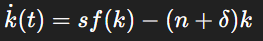 k̇(t) = sf(k) − (n + δ)k